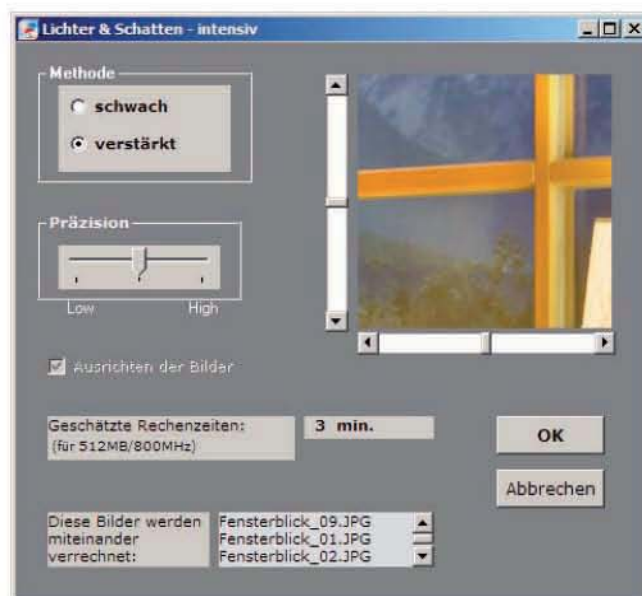 Lichter & Schatten - intensiv
Methode
schwach
verstärkt
Präzision
Low
High
Ausrichten der Bilder
Geschätzte Rechenzeiten:
(für 512MB/800MHz)
3 min.
OK
Abbrechen
Diese Bilder werden
miteinander
verrechnet:
Fensterblick_09.JPG
Fensterblick_01.JPG
Fensterblick_02.JPG